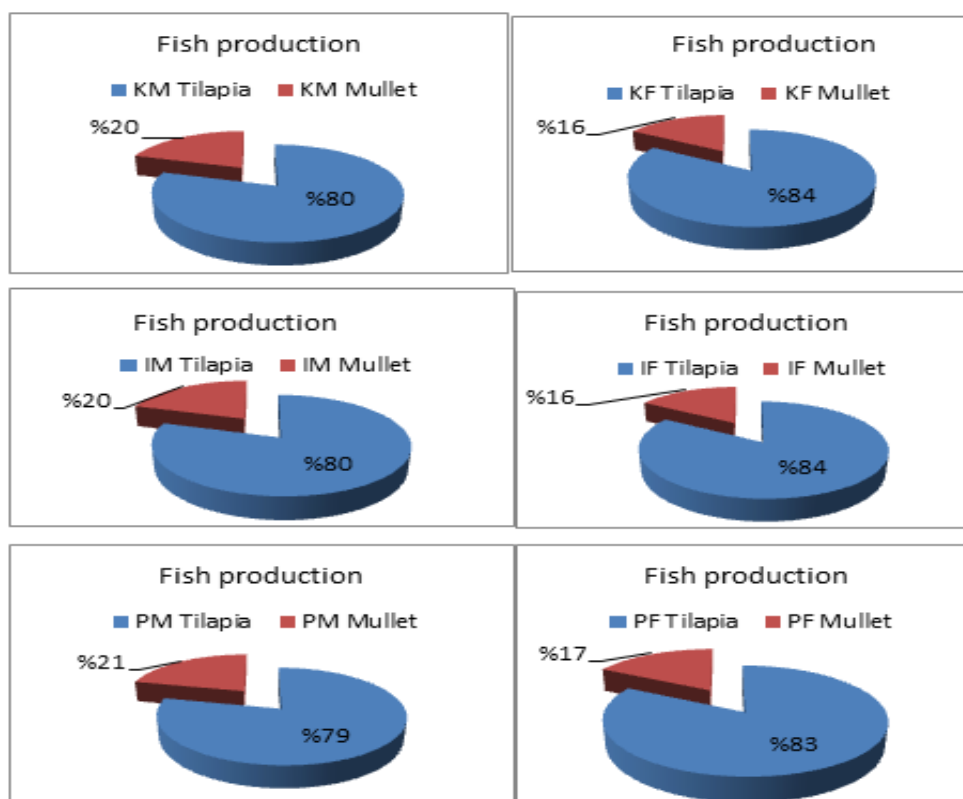 Fish production
KM Tilapia KM Mullet
%20
%80
Fish production
KF Tilapia KF Mullet
%16
%84
Fish production
IM Tilapia IM Mullet
%20
%80
Fish production
IF Tilapia IF Mullet
%16
%84
Fish production
PM Tilapia PM Mullet
%21
%79
Fish production
PF Tilapia PF Mullet
%17
%83